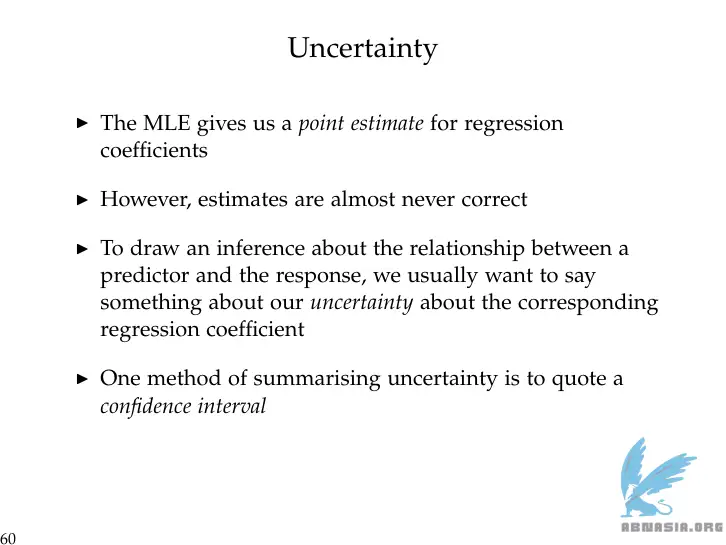 Uncertainty
▶ The MLE gives us a point estimate for regression
coefficients
▶ However, estimates are almost never correct
▶ To draw an inference about the relationship between a
predictor and the response, we usually want to say
something about our uncertainty about the corresponding
regression coefficient
▶ One method of summarising uncertainty is to quote a
confidence interval
ABNASIA.ORG
60